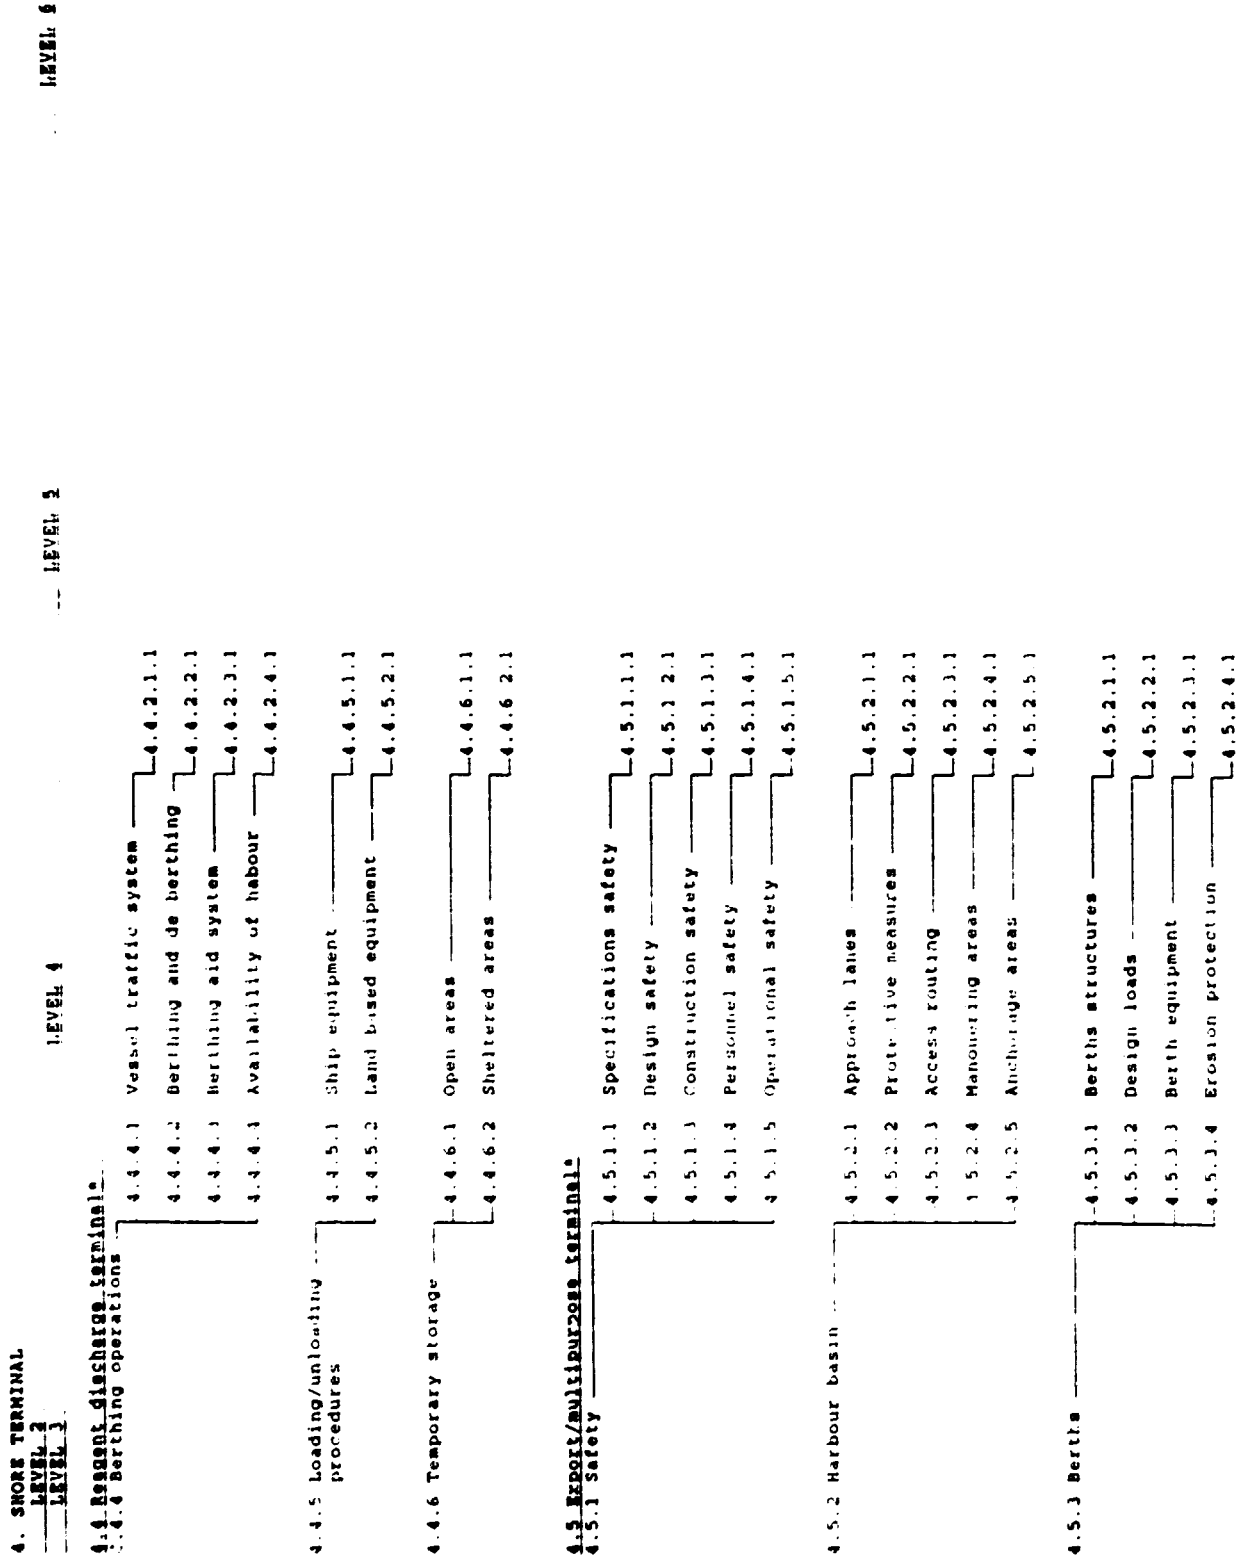 4. SHORE TERMINAL
LEVEL 2
LEVEL 3 LEVEL 4 -- LEVEL 5 LEVEL 6
4.4 Reagent discharge terminal*
4.4.4 Berthing operations
4.4.4.1 Vessel traffic system
4.4.2.1.1
4.4.4.2 Berthing and de berthing
4.4.2.2.1
4.4.4.3 Berthing aid system
4.4.2.3.1
4.4.4.4 Availability of habour
4.4.2.4.1
4.4.5 Loading/unloading procedures
4.4.5.1 Ship equipment
4.4.5.1.1
4.4.5.2 Land based equipment
4.4.5.2.1
4.4.6 Temporary storage
4.4.6.1 Open areas
4.4.6.1.1
4.4.6.2 Sheltered areas
4.4.6 2.1
4.5 Export/multipurpose terminal*
4.5.1 Safety
4.5.1.1 Specifications safety
4.5.1.1.1
4.5.1.2 Design safety
4.5.1 2.1
4.5.1.3 Construction safety
4.5.1.3.1
4.5.1.4 Personnel safety
4.5.1.4.1
4.5.1.5 Operational safety
4.5.1.5.1
4.5.2 Harbour basin
4.5.2.1 Approach lanes
4.5.2.1.1
4.5.2.2 Protective measures
4.5.2.2.1
4.5.2.3 Access routing
4.5.2.3.1
4.5.2.4 Manovering areas
4.5.2.4.1
4.5.2.5 Anchorage areas
4.5.2.5.1
4.5.3 Berths
4.5.3.1 Berths structures
4.5.2.1.1
4.5.3.2 Design loads
4.5.2.2.1
4.5.3.3 Berth equipment
4.5.2.3.1
4.5.3.4 Erosion protection
4.5.2.4.1